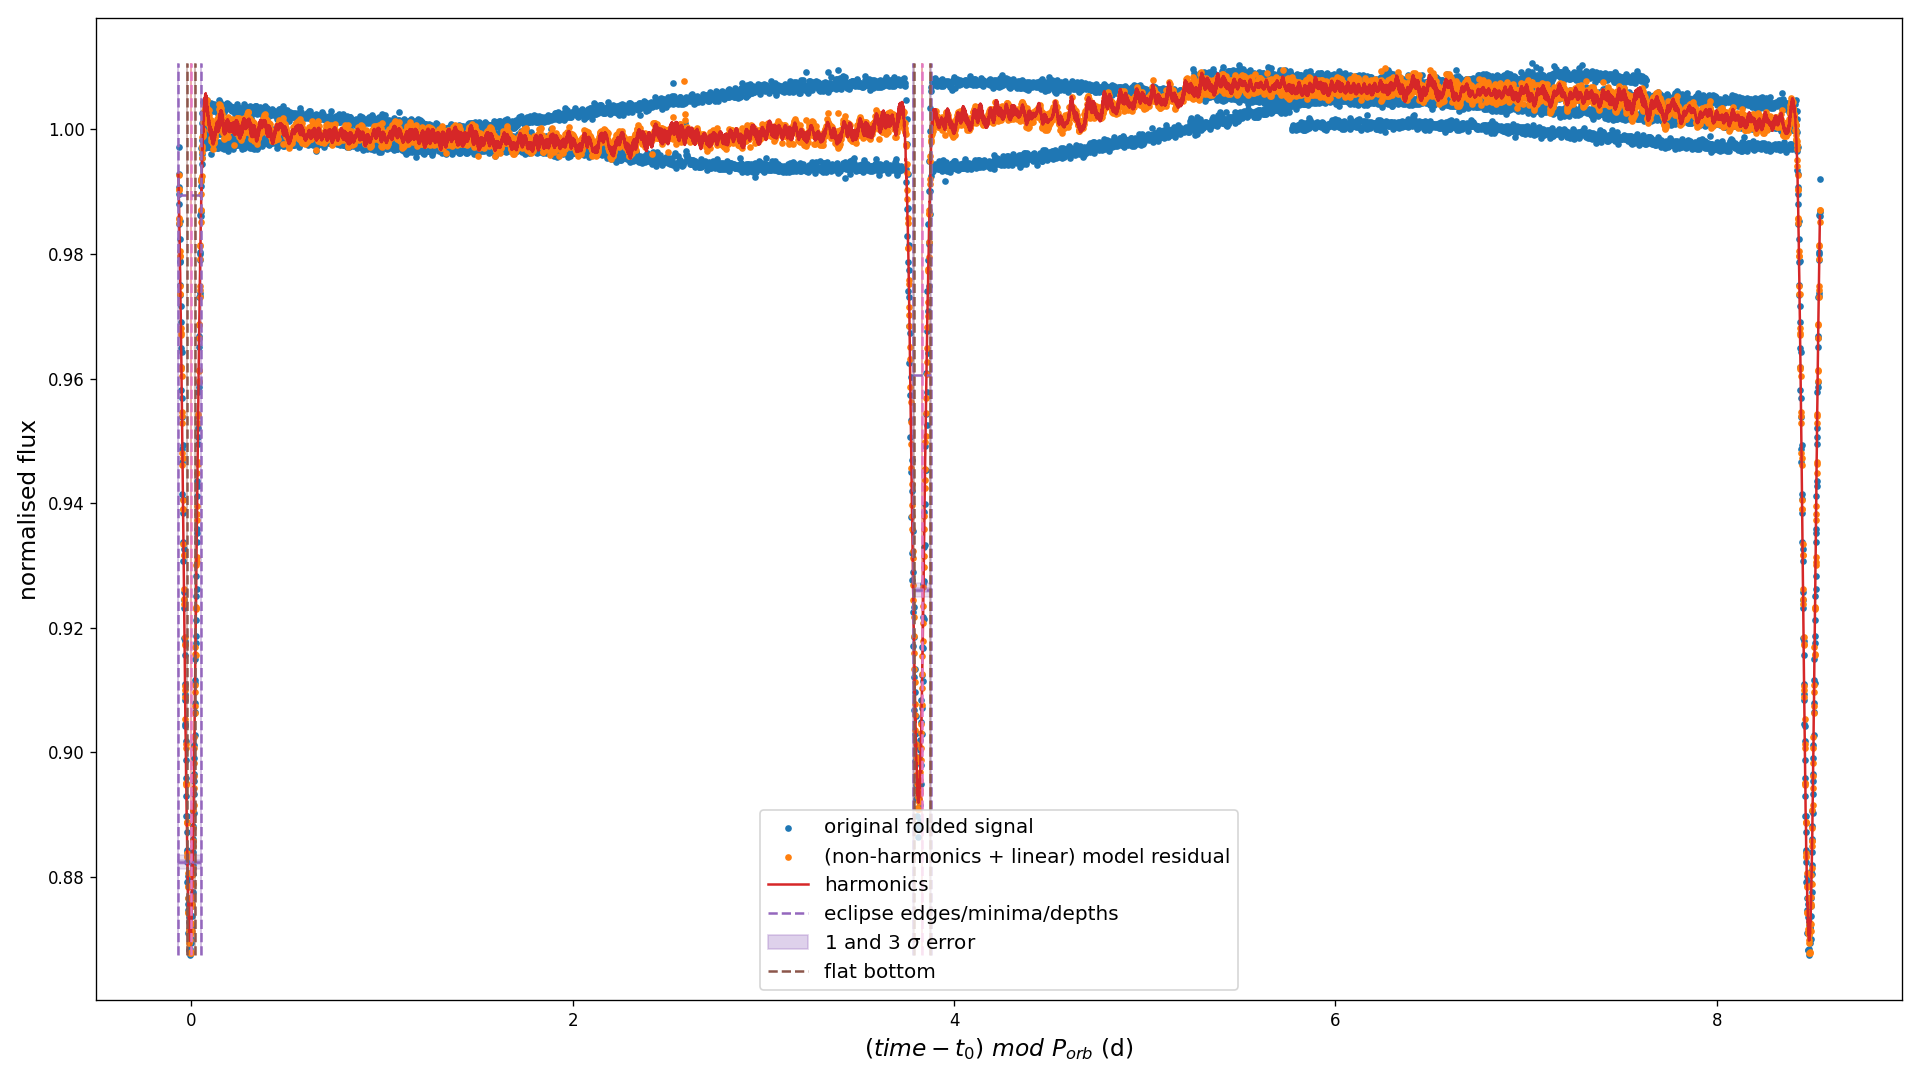 1.00
0.98
0.96
0.94
0.92
0.90
0.88
normalised flux
original folded signal
(non-harmonics + linear) model residual
harmonics
eclipse edges/minima/depths
1 and 3 σ error
flat bottom
0 2 4 6 8
(time − t₀) mod P_orb (d)